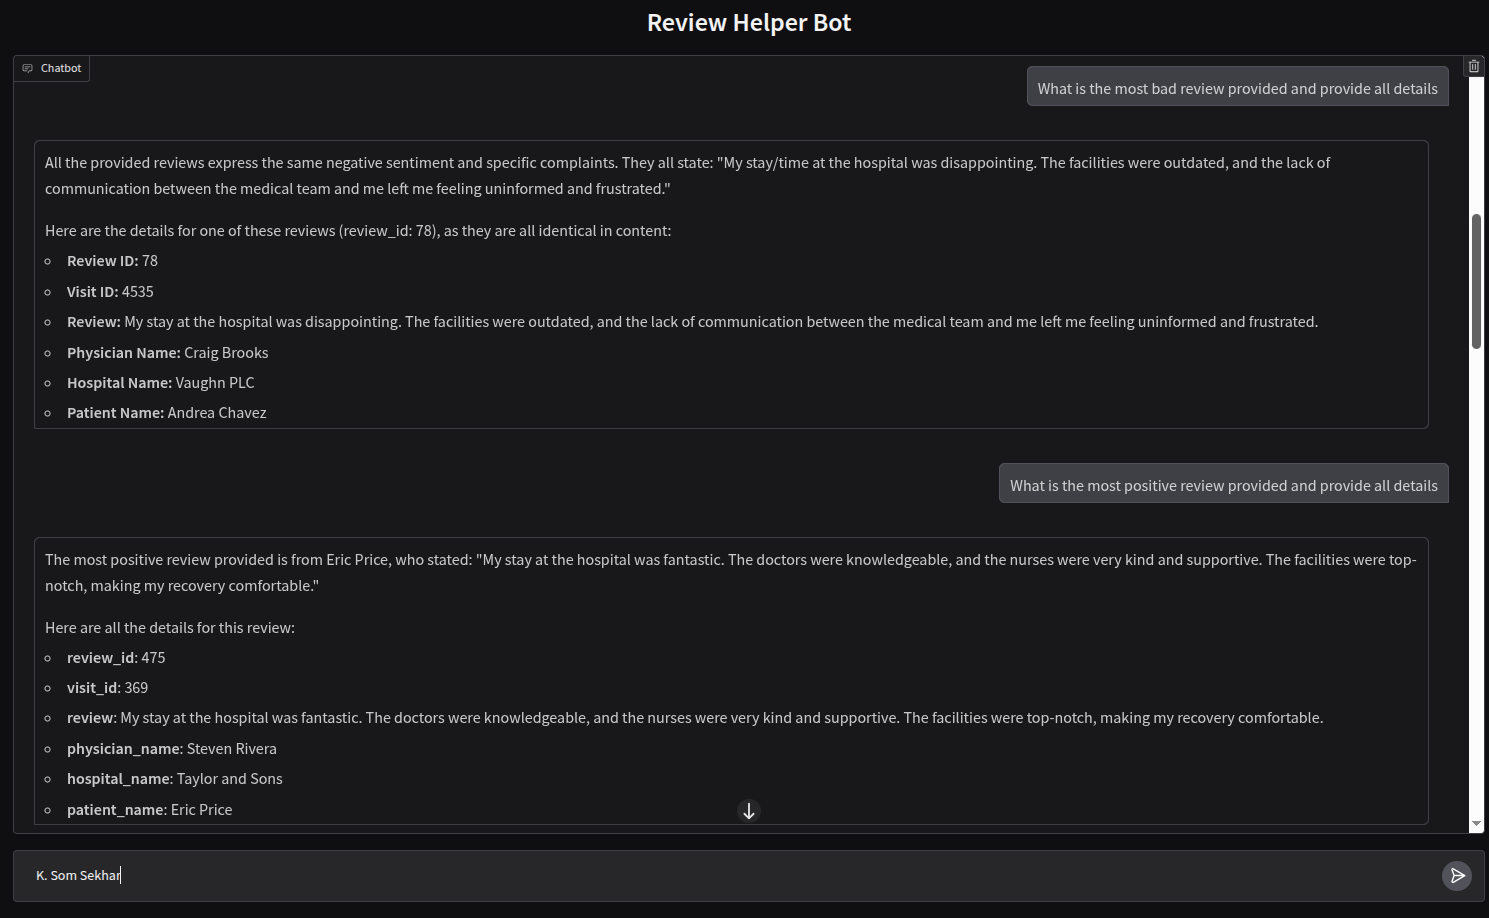 Review Helper Bot
Chatbot
What is the most bad review provided and provide all details
All the provided reviews express the same negative sentiment and specific complaints. They all state: "My stay/time at the hospital was disappointing. The facilities were outdated, and the lack of
communication between the medical team and me left me feeling uninformed and frustrated."
Here are the details for one of these reviews (review_id: 78), as they are all identical in content:
Review ID: 78
Visit ID: 4535
Review: My stay at the hospital was disappointing. The facilities were outdated, and the lack of communication between the medical team and me left me feeling uninformed and frustrated.
Physician Name: Craig Brooks
Hospital Name: Vaughn PLC
Patient Name: Andrea Chavez
What is the most positive review provided and provide all details
The most positive review provided is from Eric Price, who stated: "My stay at the hospital was fantastic. The doctors were knowledgeable, and the nurses were very kind and supportive. The facilities were top-
notch, making my recovery comfortable."
Here are all the details for this review:
review_id: 475
visit_id: 369
review: My stay at the hospital was fantastic. The doctors were knowledgeable, and the nurses were very kind and supportive. The facilities were top-notch, making my recovery comfortable.
physician_name: Steven Rivera
hospital_name: Taylor and Sons
patient_name: Eric Price
K. Som Sekhar